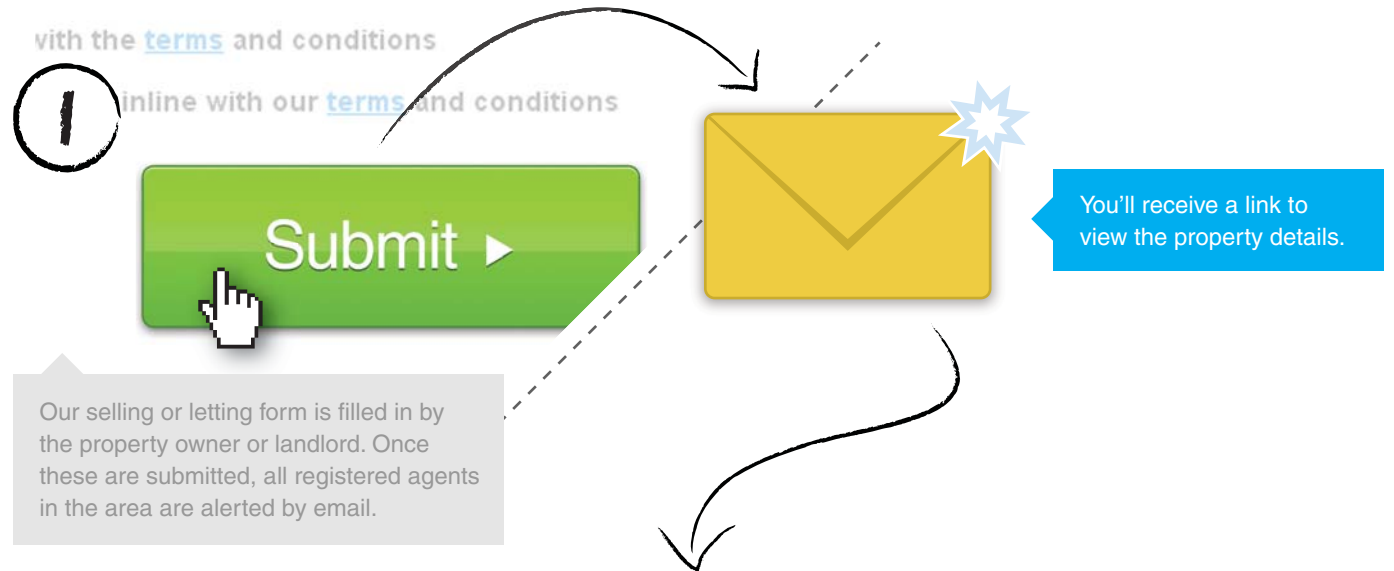 with the terms and conditions
1
inline with our terms and conditions
Submit
You'll receive a link to
view the property details.
Our selling or letting form is filled in by
the property owner or landlord. Once
these are submitted, all registered agents
in the area are alerted by email.